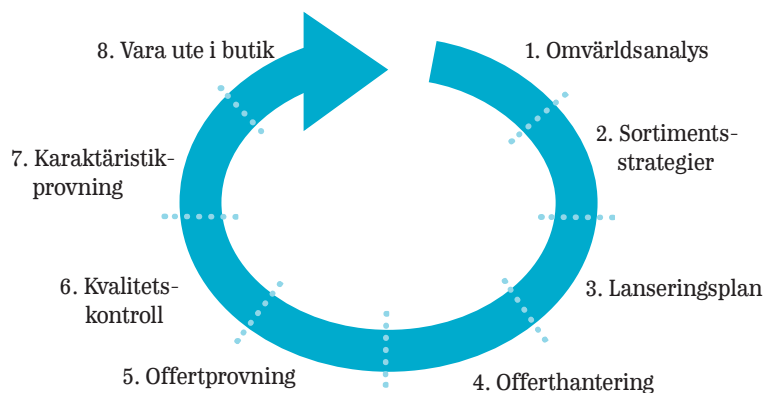 1. Omvärldsanalys
2. Sortiments-
strategier
3. Lanseringsplan
4. Offerthantering
5. Offertprovning
6. Kvalitets-
kontroll
7. Karaktäristik-
provning
8. Vara ute i butik